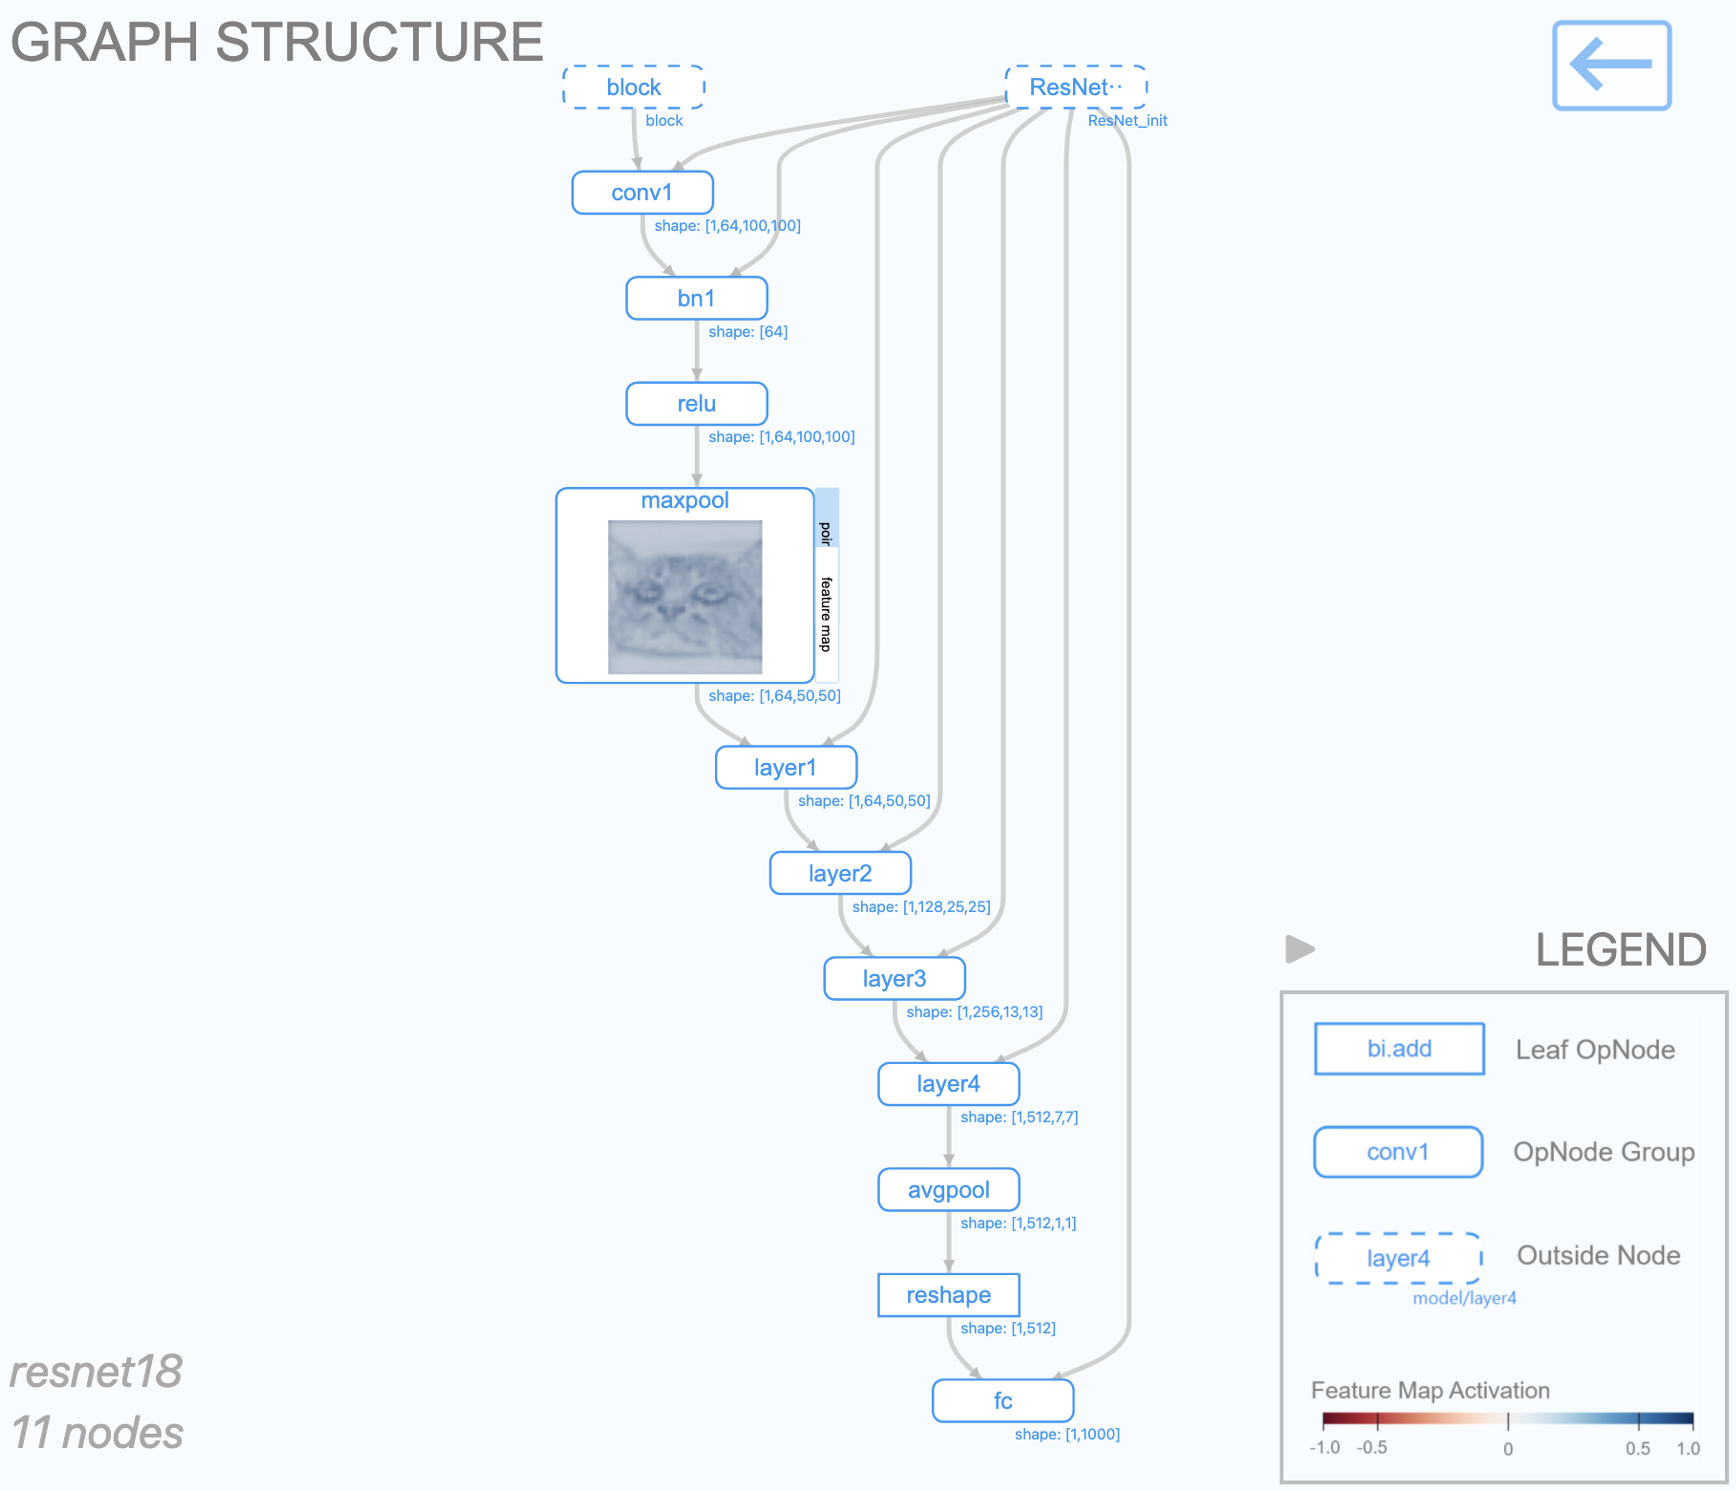 GRAPH STRUCTURE
block
block
ResNet··
ResNet_init
conv1
shape: [1,64,100,100]
bn1
shape: [64]
relu
shape: [1,64,100,100]
maxpool
poir
feature map
shape: [1,64,50,50]
layer1
shape: [1,64,50,50]
layer2
shape: [1,128,25,25]
layer3
shape: [1,256,13,13]
layer4
shape: [1,512,7,7]
avgpool
shape: [1,512,1,1]
reshape
shape: [1,512]
fc
shape: [1,1000]
resnet18
11 nodes
LEGEND
bi.add
Leaf OpNode
conv1
OpNode Group
layer4
Outside Node
model/layer4
Feature Map Activation
-1.0 -0.5 0 0.5 1.0